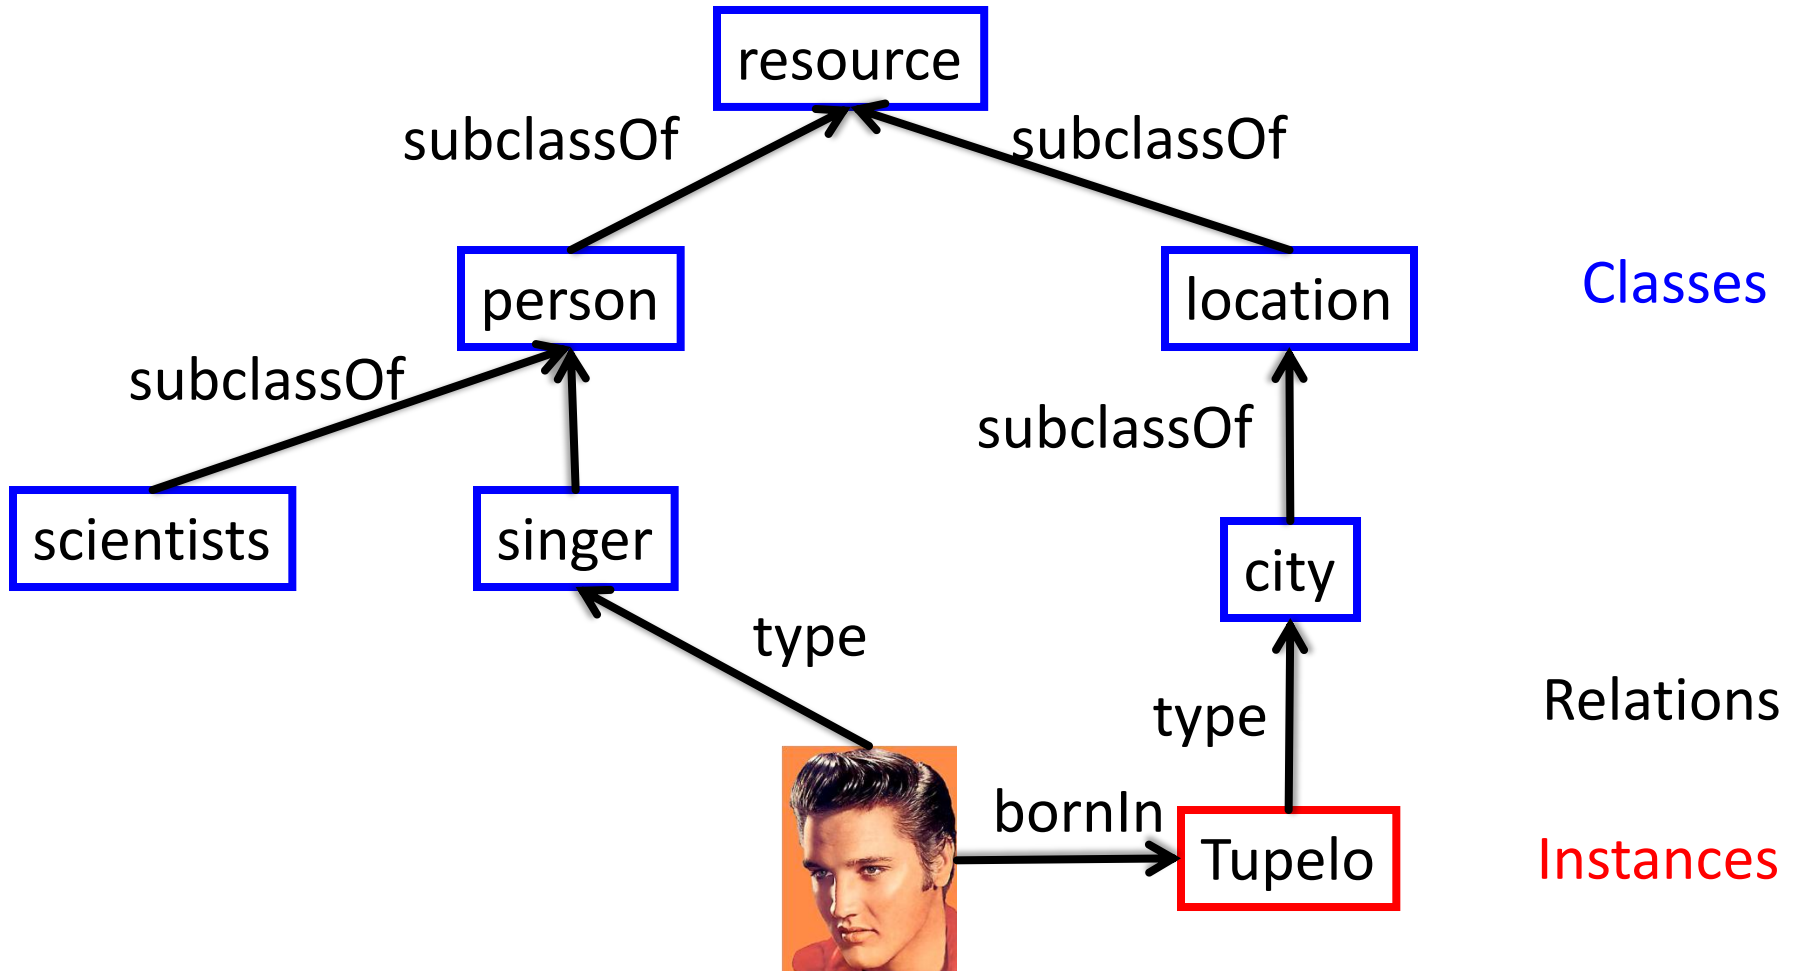 resource
subclassOf
subclassOf
person
location
Classes
subclassOf
subclassOf
scientists
singer
city
type
Relations
type
bornIn
Tupelo
Instances